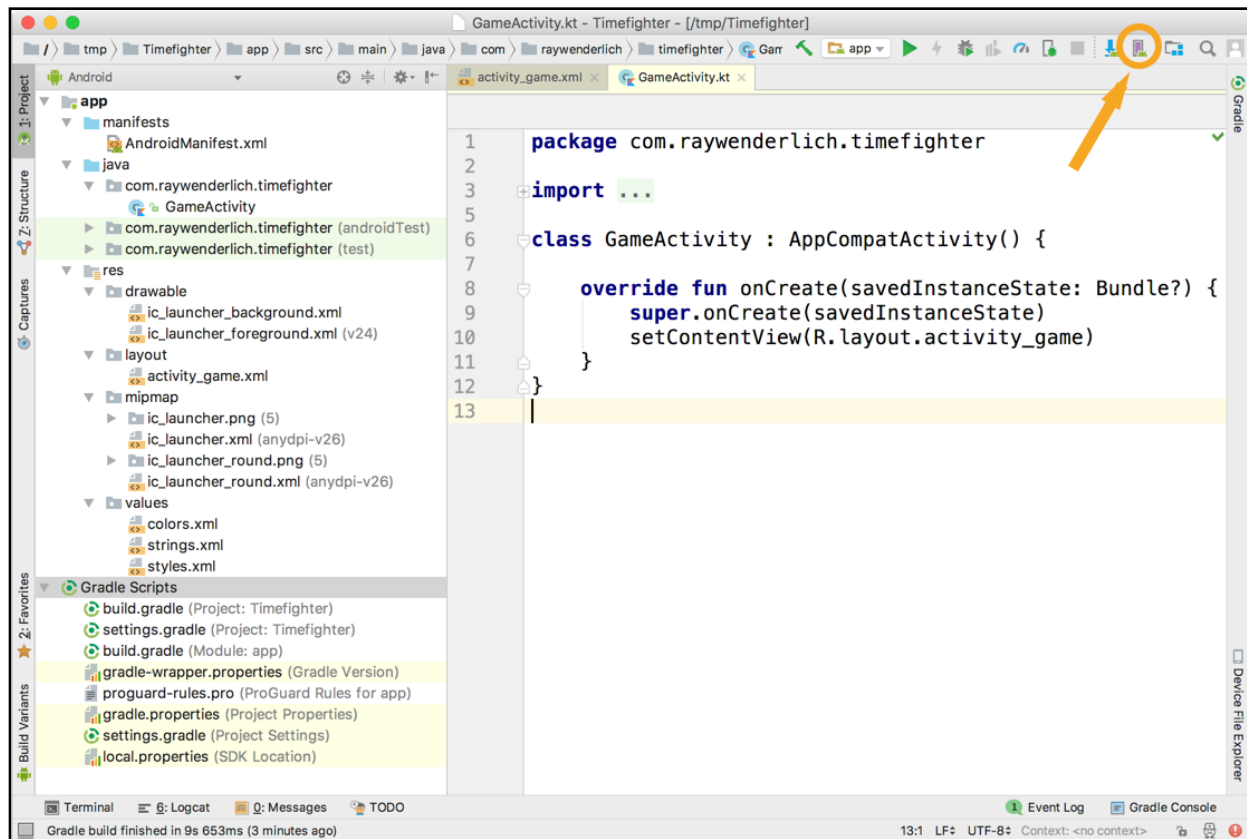 GameActivity.kt - Timefighter - [/tmp/Timefighter]
/ tmp Timefighter app src main java com raywenderlich timefighter Gam app
Android
activity_game.xml GameActivity.kt
1: Project
Z: Structure
Captures
2: Favorites
Build Variants
app
manifests
AndroidManifest.xml
java
com.raywenderlich.timefighter
GameActivity
com.raywenderlich.timefighter (androidTest)
com.raywenderlich.timefighter (test)
res
drawable
ic_launcher_background.xml
ic_launcher_foreground.xml (v24)
layout
activity_game.xml
mipmap
ic_launcher.png (5)
ic_launcher.xml (anydpi-v26)
ic_launcher_round.png (5)
ic_launcher_round.xml (anydpi-v26)
values
colors.xml
strings.xml
styles.xml
Gradle Scripts
build.gradle (Project: Timefighter)
settings.gradle (Project: Timefighter)
build.gradle (Module: app)
gradle-wrapper.properties (Gradle Version)
proguard-rules.pro (ProGuard Rules for app)
gradle.properties (Project Properties)
settings.gradle (Project Settings)
local.properties (SDK Location)
1 package com.raywenderlich.timefighter
2
3 import ...
5
6 class GameActivity : AppCompatActivity() {
7
8 override fun onCreate(savedInstanceState: Bundle?) {
9 super.onCreate(savedInstanceState)
10 setContentView(R.layout.activity_game)
11 }
12 }
13
Gradle
Device File Explorer
Terminal 6: Logcat 0: Messages TODO 1 Event Log Gradle Console
Gradle build finished in 9s 653ms (3 minutes ago) 13:1 LF÷ UTF-8÷ Context: <no context>